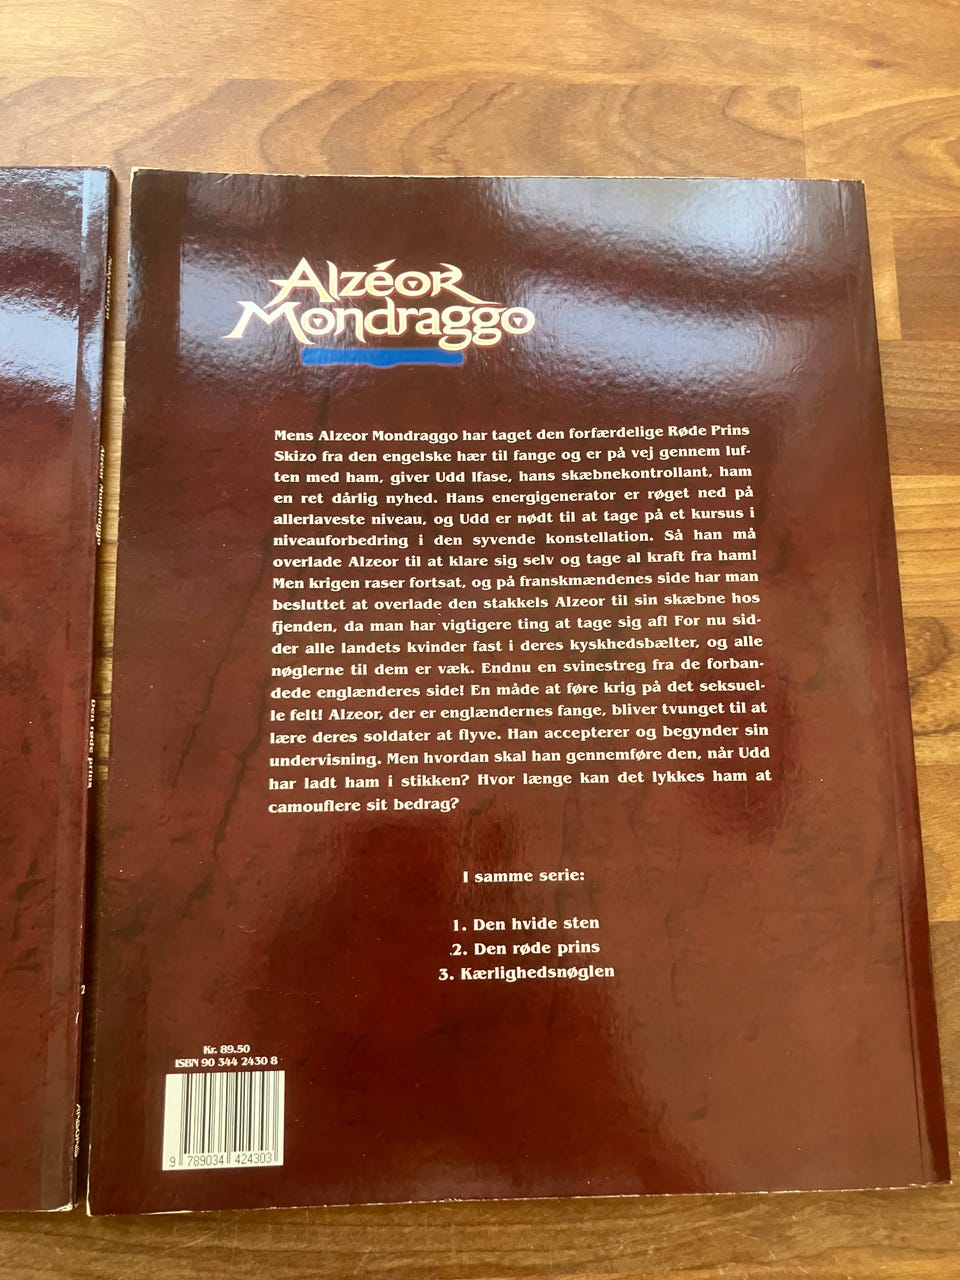 Alzéor
Mondraggo
Mens Alzeor Mondraggo har taget den forfærdelige Røde Prins
Skizo fra den engelske hær til fange og er på vej gennem luf-
ten med ham, giver Udd Ifase, hans skæbnekontrollant, ham
en ret dårlig nyhed. Hans energigenerator er røget ned på
allerlaveste niveau, og Udd er nødt til at tage på et kursus i
niveauforbedring i den syvende konstellation. Så han må
overlade Alzeor til at klare sig selv og tage al kraft fra ham!
Men krigen raser fortsat, og på franskmændenes side har man
besluttet at overlade den stakkels Alzeor til sin skæbne hos
fjenden, da man har vigtigere ting at tage sig af! For nu sid-
der alle landets kvinder fast i deres kyskhedsbælter, og alle
nøglerne til dem er væk. Endnu en svinestreg fra de forban-
dede englænderes side! En måde at føre krig på det seksuel-
le felt! Alzeor, der er englændernes fange, bliver tvunget til at
lære deres soldater at flyve. Han accepterer og begynder sin
undervisning. Men hvordan skal han gennemføre den, når Udd
har ladt ham i stikken? Hvor længe kan det lykkes ham at
camouflere sit bedrag?
I samme serie:
1. Den hvide sten
2. Den røde prins
3. Kærlighedsnøglen
Kr. 89.50
ISBN 90 344 2430 8
9 789034 424303
Alzéor Mondraggo
Den røde prins
2